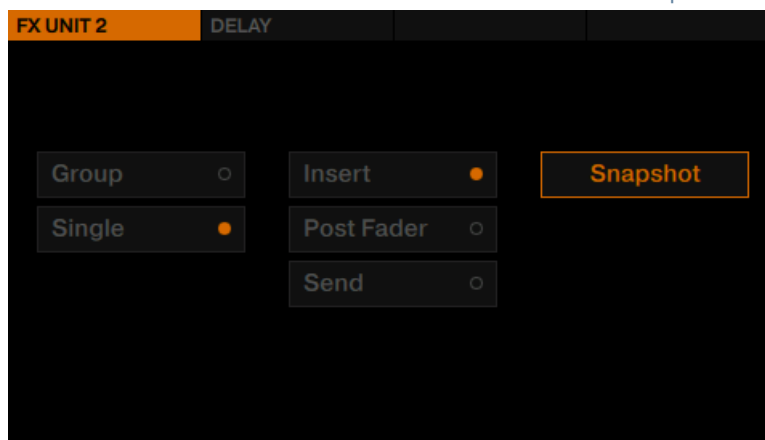 FX UNIT 2
DELAY
Group
Insert
Snapshot
Single
Post Fader
Send